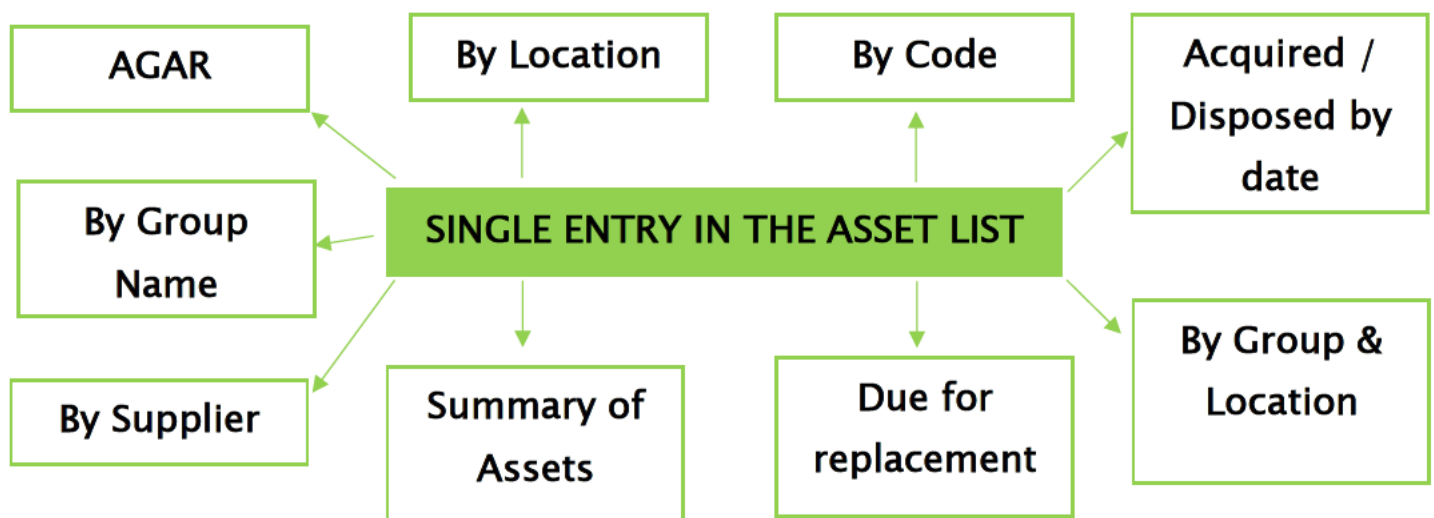 AGAR
By Location
By Code
Acquired /
Disposed by
date
By Group
Name
SINGLE ENTRY IN THE ASSET LIST
By Supplier
Summary of
Assets
Due for
replacement
By Group &
Location